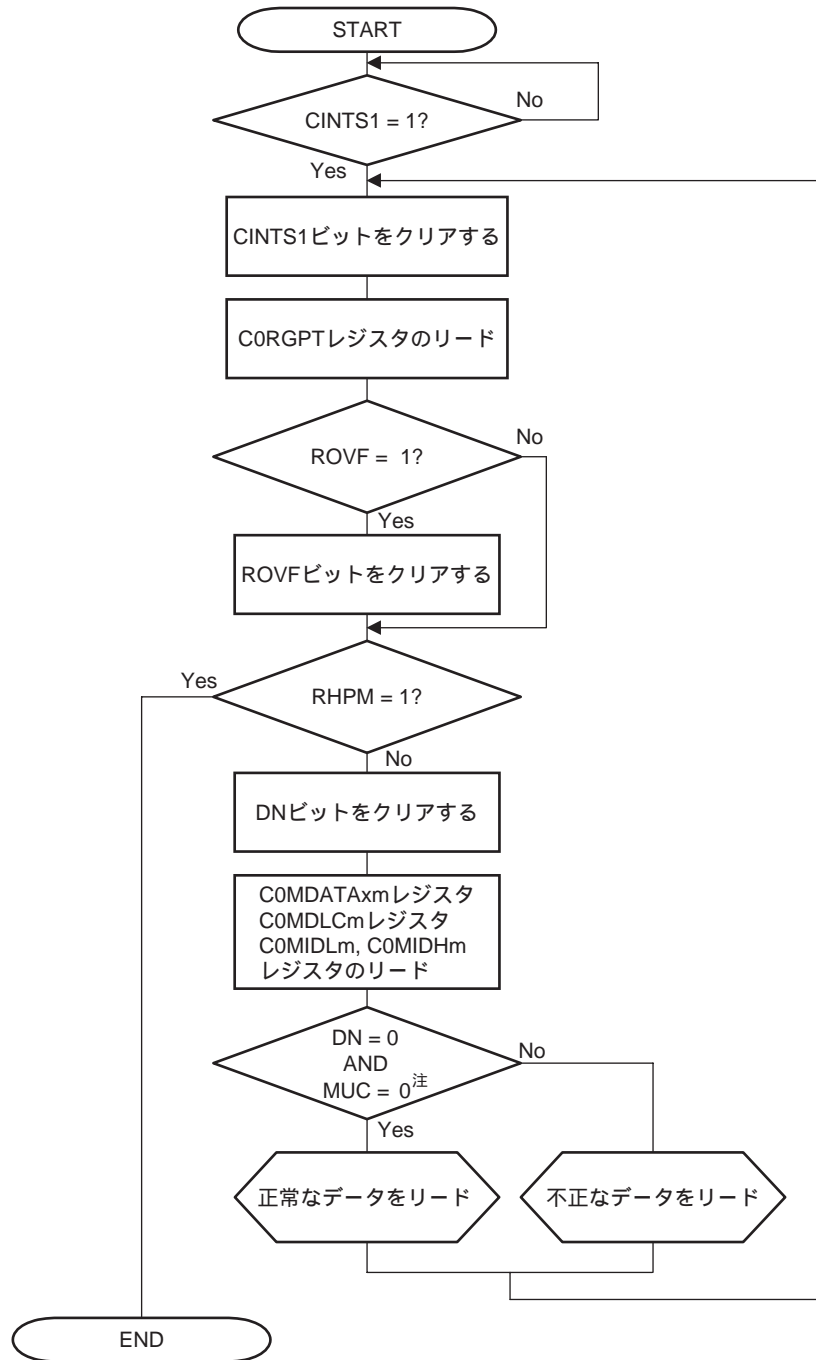 START
CINTS1 = 1?
No
Yes
CINTS1ビットをクリアする
C0RGPTレジスタのリード
ROVF = 1?
No
Yes
ROVFビットをクリアする
Yes
RHPM = 1?
No
DNビットをクリアする
C0MDATAxmレジスタ
C0MDLCmレジスタ
C0MIDLm, C0MIDHm
レジスタのリード
DN = 0
AND
MUC = 0注
No
Yes
正常なデータをリード
不正なデータをリード
END